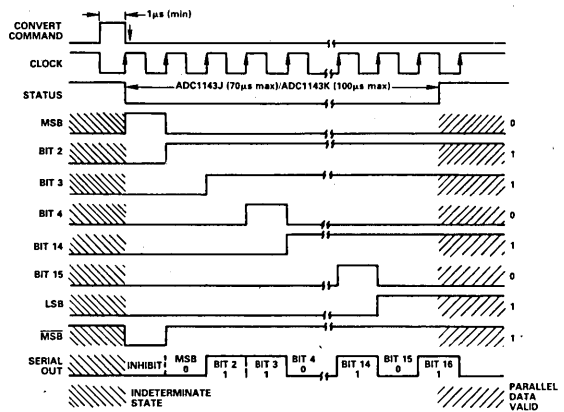 1µs (min)
CONVERT
COMMAND
CLOCK
ADC1143J (70µs max)/ADC1143K (100µs max)
STATUS
MSB 0
BIT 2 1
BIT 3 1
BIT 4 0
BIT 14 1
BIT 15 0
LSB 1
MSB 1
SERIAL
OUT
INHIBIT MSB 0 BIT 2 1 BIT 3 1 BIT 4 0 BIT 14 1 BIT 15 0 BIT 16 1
INDETERMINATE
STATE
PARALLEL
DATA
VALID